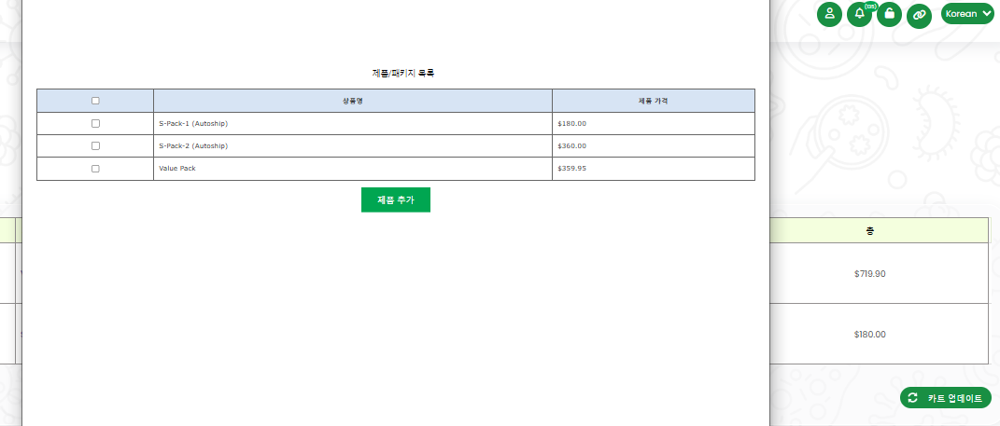 (135)
Korean
제품/패키지 목록
상품명 제품 가격
S-Pack-1 (Autoship) $180.00
S-Pack-2 (Autoship) $360.00
Value Pack $359.95
제품 추가
총
$719.90
$180.00
카트 업데이트